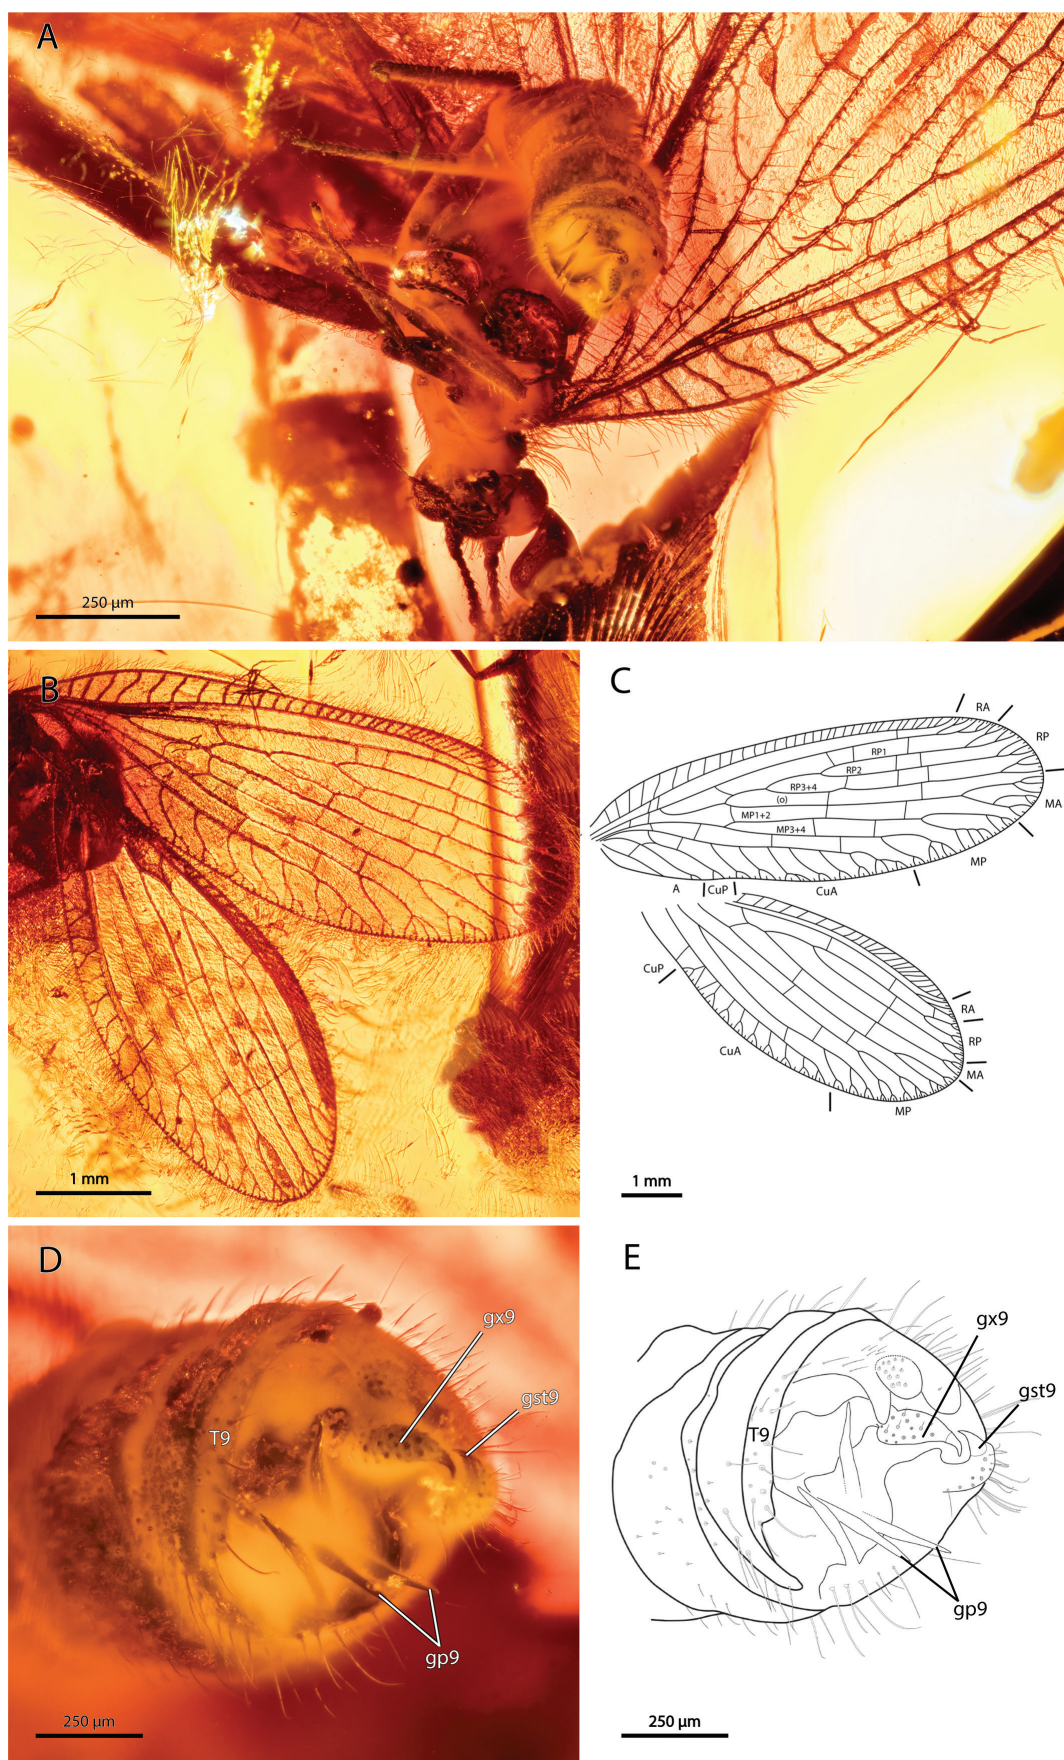 A
250 µm
B
1 mm
C
RA
RP
RP1
RP2
RP3+4
(o)
MA
MP1+2
MP3+4
MP
A
CuP
CuA
CuP
RA
RP
CuA
MA
MP
1 mm
D
gx9
gst9
T9
gp9
250 µm
E
gx9
gst9
T9
gp9
250 µm